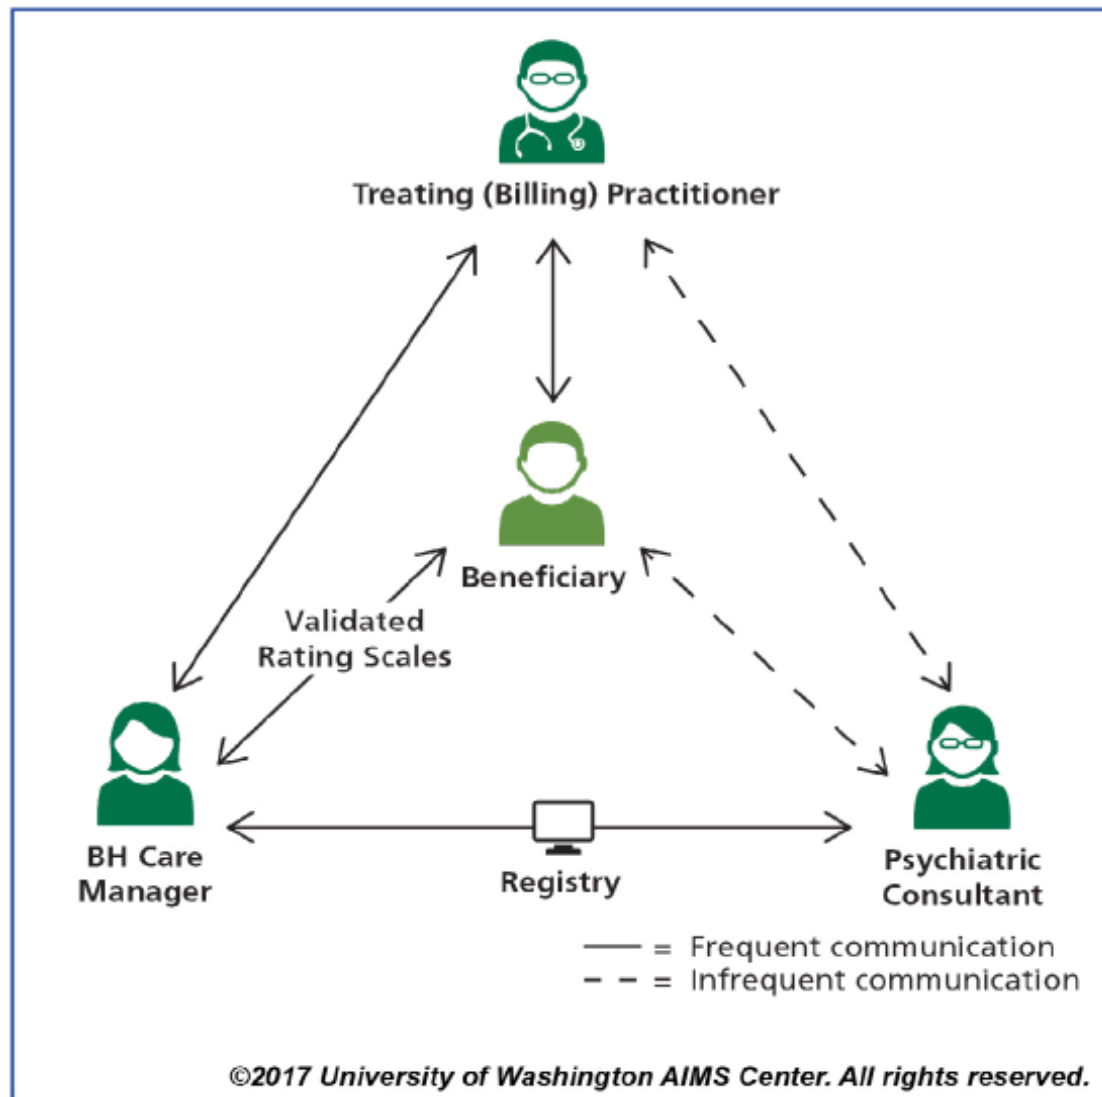 Treating (Billing) Practitioner
Beneficiary
Validated
Rating Scales
BH Care
Manager
Registry
Psychiatric
Consultant
= Frequent communication
= Infrequent communication
©2017 University of Washington AIMS Center. All rights reserved.